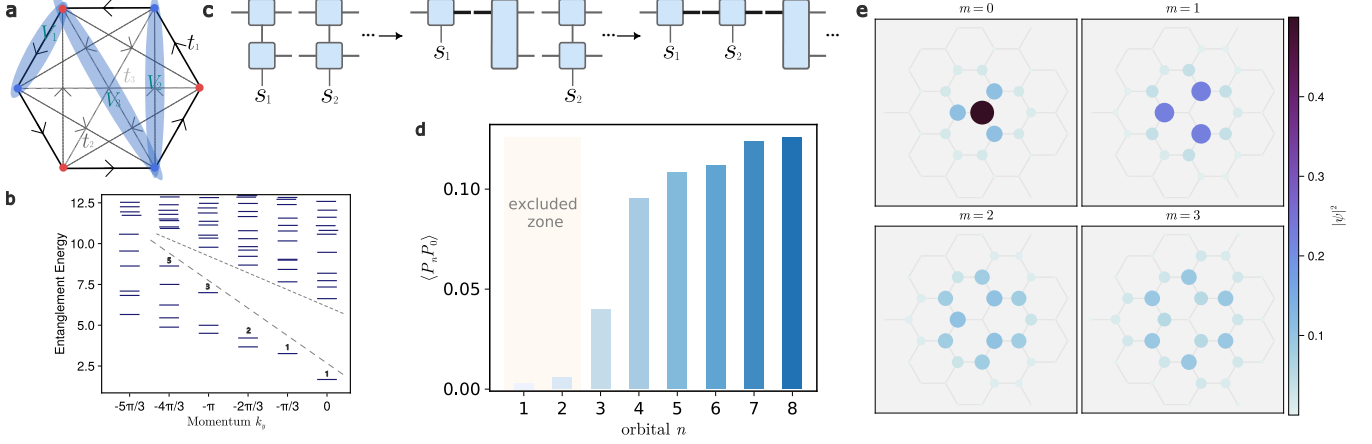 a
V₁
t₁
t₃
V₂
V₃
t₂
c
S₁
S₂
...
S₁
S₂
...
S₁
S₂
...
b
12.5
10.0
7.5
5.0
2.5
Entanglement Energy
5
3
2
1
1
-5π/3
-4π/3
-π
-2π/3
-π/3
0
Momentum k_y
d
excluded
zone
0.10
0.05
0.00
⟨PₙP₀⟩
1 2 3 4 5 6 7 8
orbital n
e
m = 0
m = 1
m = 2
m = 3
0.4
0.3
0.2
0.1
|ψ|²